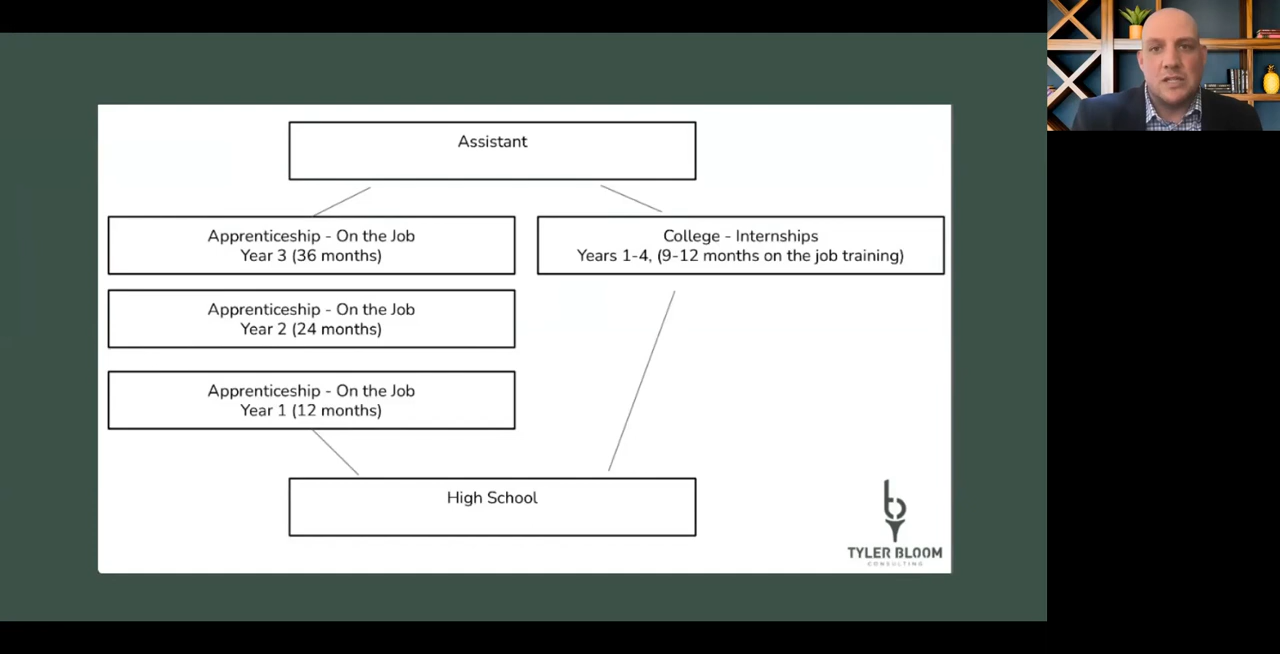 Assistant
Apprenticeship - On the Job
Year 3 (36 months)
College - Internships
Years 1-4, (9-12 months on the job training)
Apprenticeship - On the Job
Year 2 (24 months)
Apprenticeship - On the Job
Year 1 (12 months)
High School
TYLER BLOOM
CONSULTING